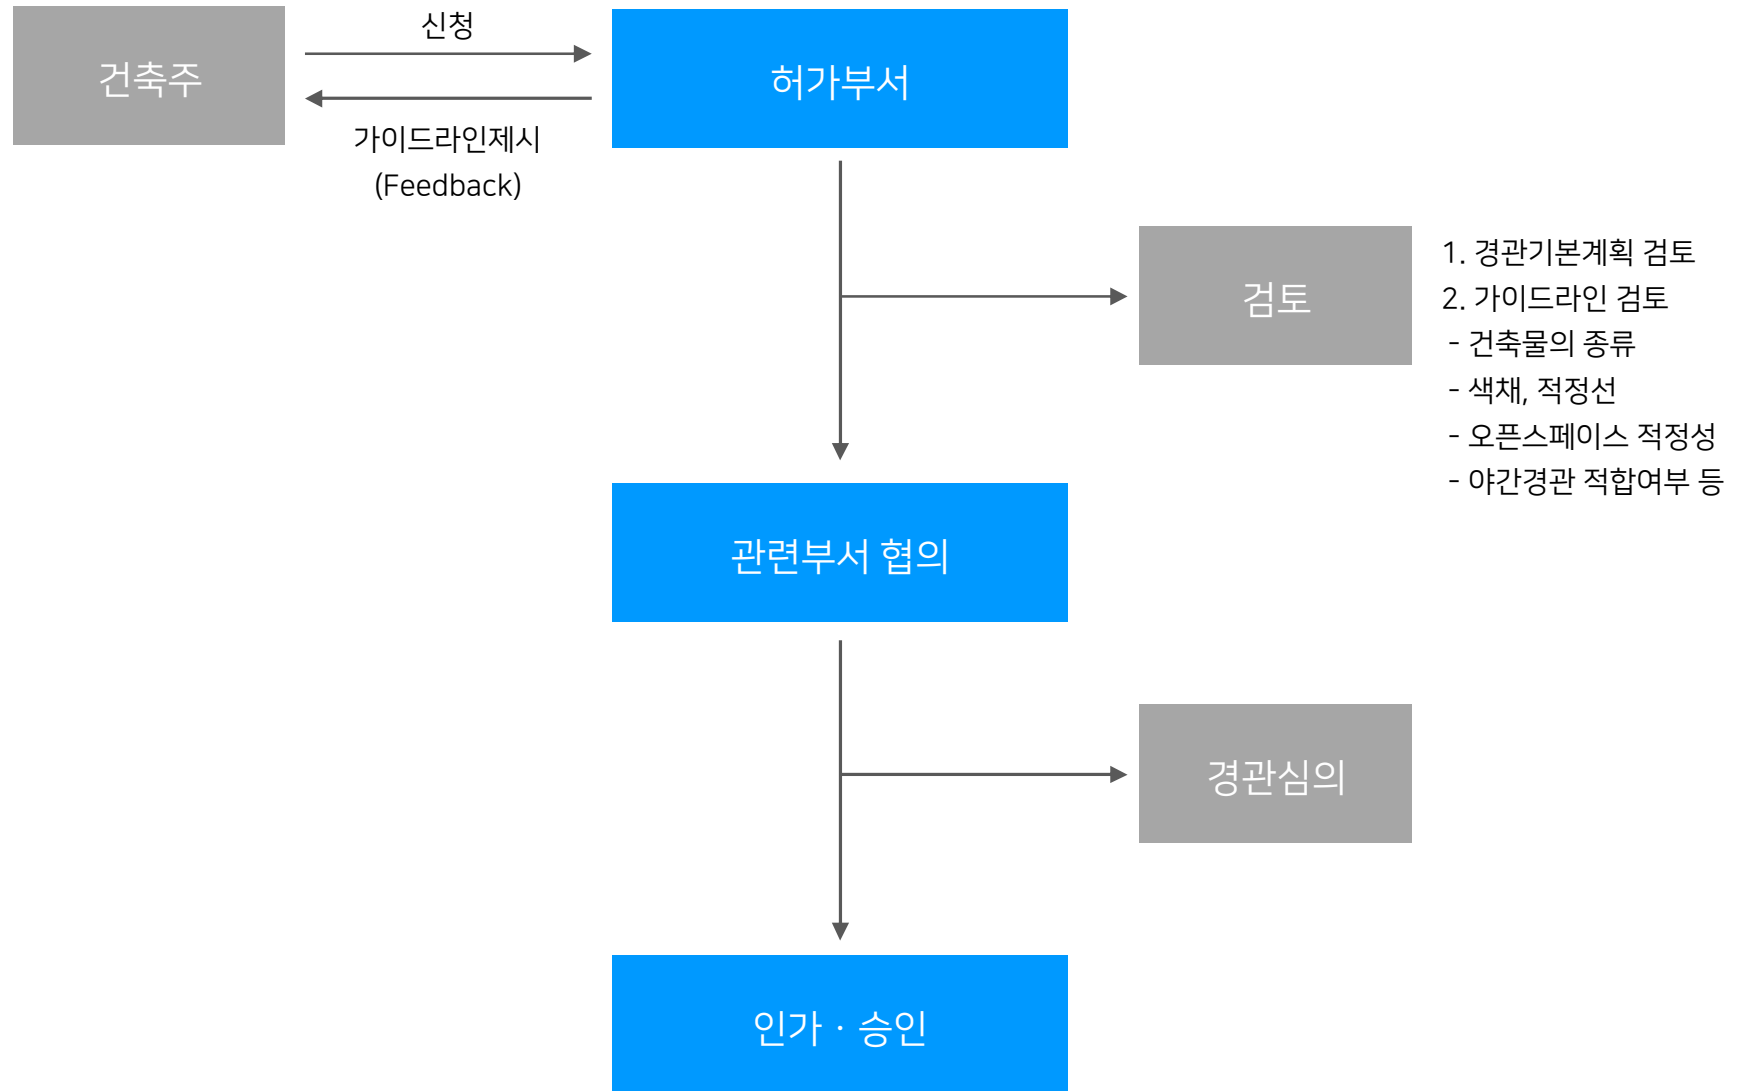 건축주
신청
허가부서
가이드라인제시
(Feedback)
검토
1. 경관기본계획 검토
2. 가이드라인 검토
- 건축물의 종류
- 색채, 적정선
- 오픈스페이스 적정성
- 야간경관 적합여부 등
관련부서 협의
경관심의
인가 · 승인